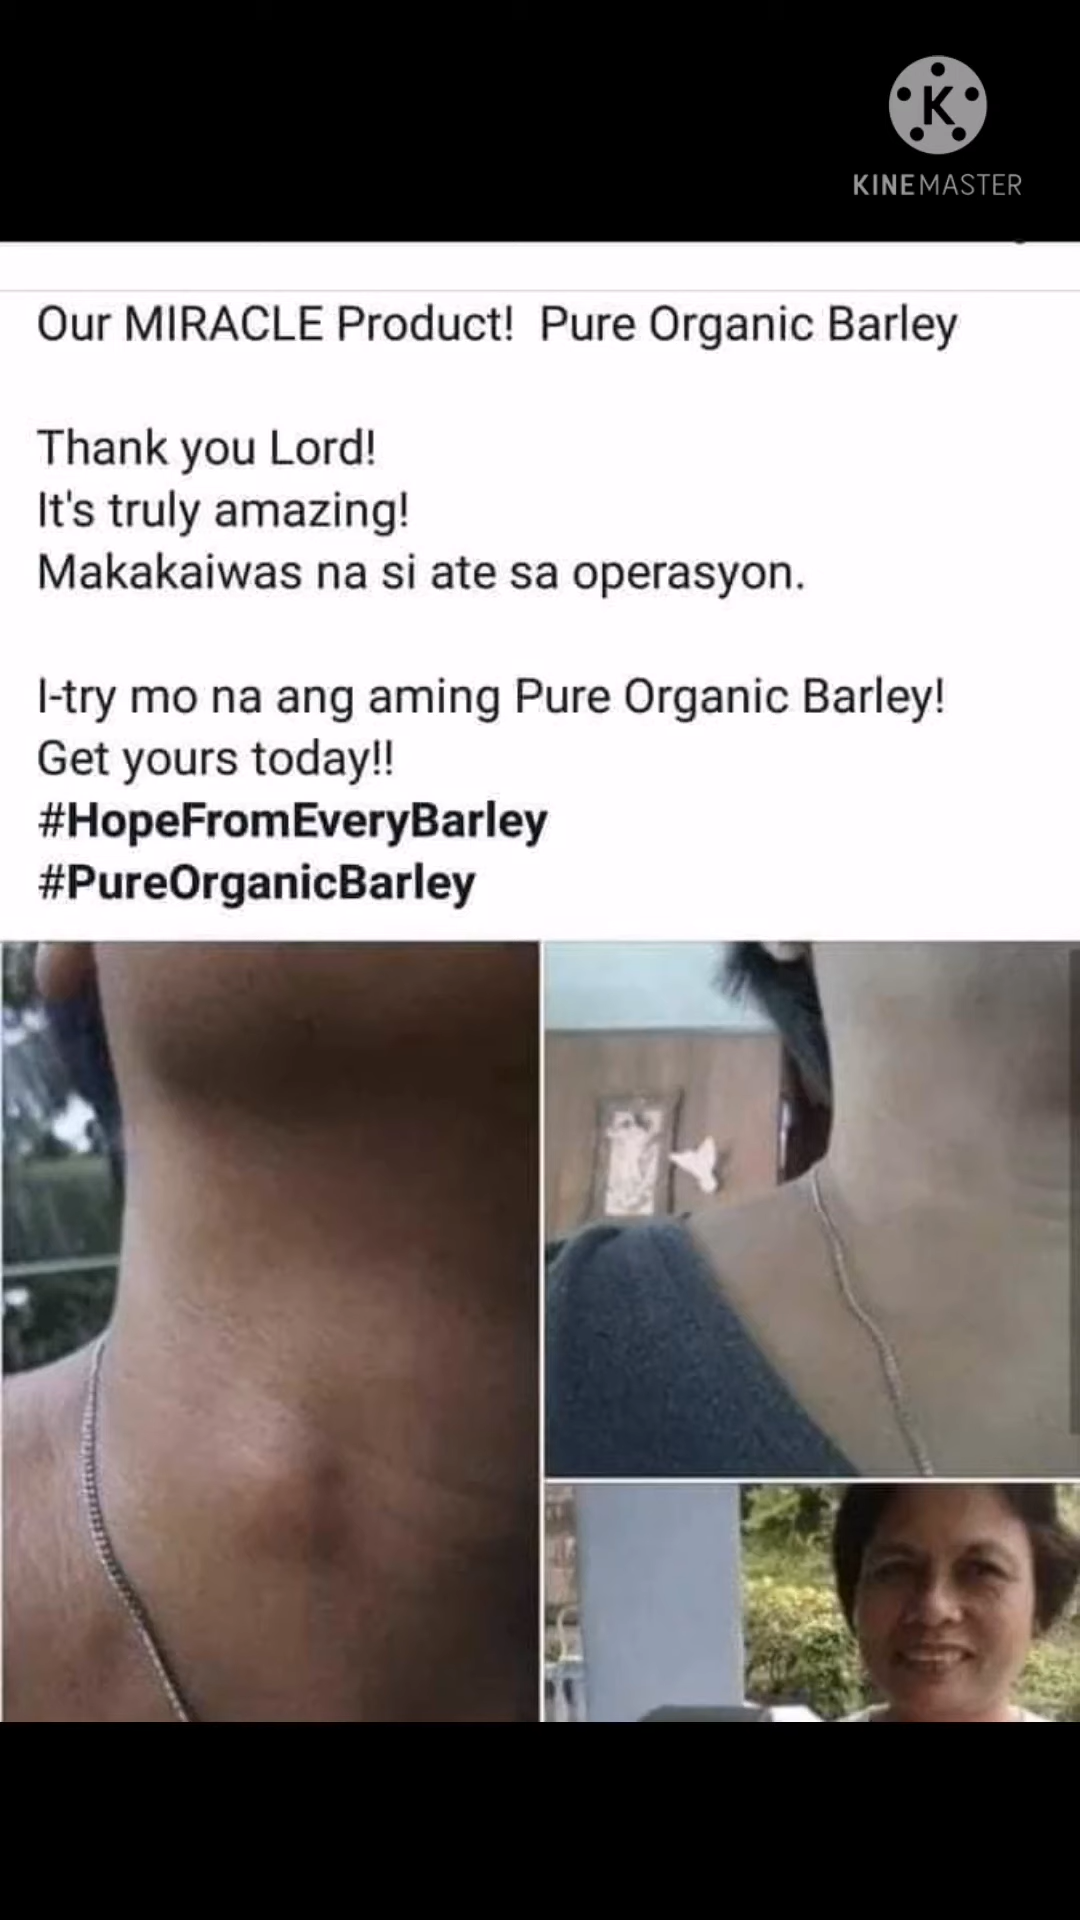 K
KINEMASTER
Our MIRACLE Product! Pure Organic Barley
Thank you Lord!
It's truly amazing!
Makakaiwas na si ate sa operasyon.
I-try mo na ang aming Pure Organic Barley!
Get yours today!!
#HopeFromEveryBarley
#PureOrganicBarley